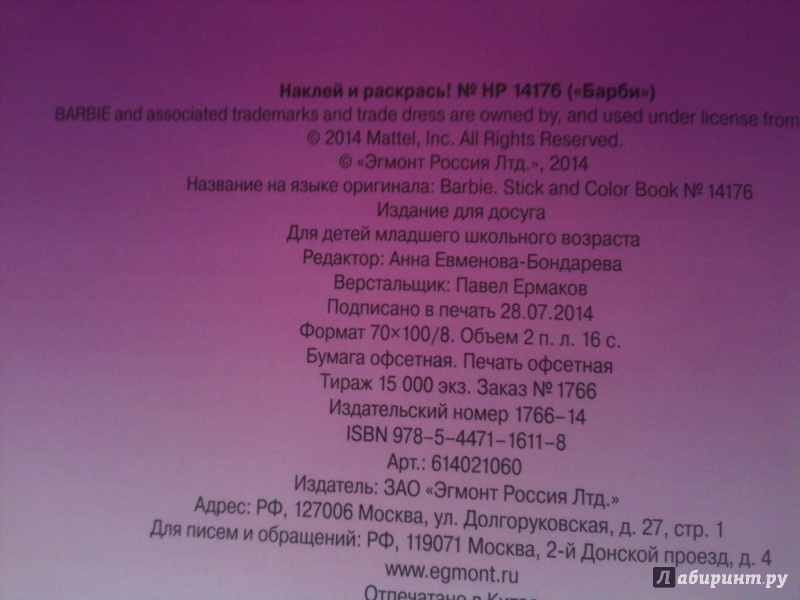 Наклей и раскрась! № НР 14176 («Барби»)
BARBIE and associated trademarks and trade dress are owned by, and used under license from
© 2014 Mattel, Inc. All Rights Reserved.
© «Эгмонт Россия Лтд.», 2014
Название на языке оригинала: Barbie. Stick and Color Book № 14176
Издание для досуга
Для детей младшего школьного возраста
Редактор: Анна Евменова-Бондарева
Верстальщик: Павел Ермаков
Подписано в печать 28.07.2014
Формат 70×100/8. Объем 2 п. л. 16 с.
Бумага офсетная. Печать офсетная
Тираж 15 000 экз. Заказ № 1766
Издательский номер 1766–14
ISBN 978–5–4471–1611–8
Арт.: 614021060
Издатель: ЗАО «Эгмонт Россия Лтд.»
Адрес: РФ, 127006 Москва, ул. Долгоруковская, д. 27, стр. 1
Для писем и обращений: РФ, 119071 Москва, 2-й Донской проезд, д. 4
www.egmont.ru
Отпечатано в
Лабиринт.ру